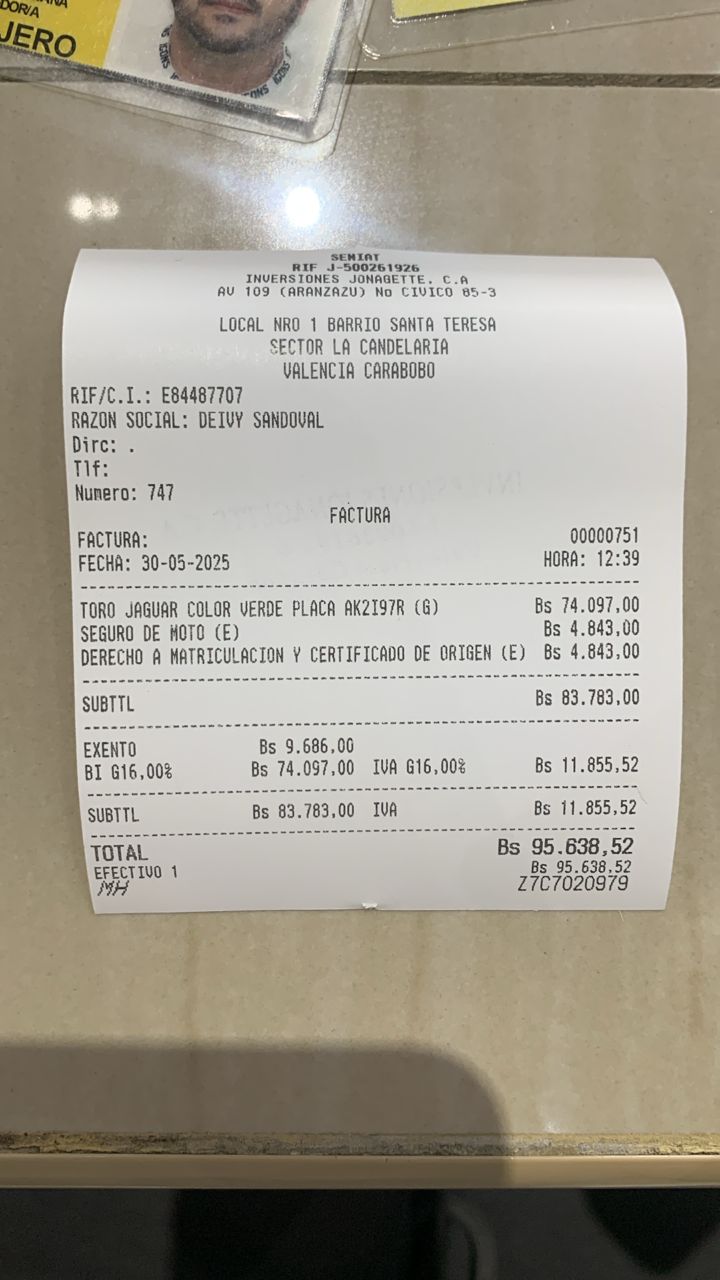 DOR/A
JERO
SENIAT
RIF J-500261926
INVERSIONES JONAGETTE, C.A
AV 109 (ARANZAZU) No CIVICO 85-3
LOCAL NRO 1 BARRIO SANTA TERESA
SECTOR LA CANDELARIA
VALENCIA CARABOBO
RIF/C.I.: E84487707
RAZON SOCIAL: DEIVY SANDOVAL
Dirc: .
Tlf:
Numero: 747
FACTURA
FACTURA: 00000751
FECHA: 30-05-2025 HORA: 12:39
TORO JAGUAR COLOR VERDE PLACA AK2I97R (G) Bs 74.097,00
SEGURO DE MOTO (E) Bs 4.843,00
DERECHO A MATRICULACION Y CERTIFICADO DE ORIGEN (E) Bs 4.843,00
SUBTTL Bs 83.783,00
EXENTO Bs 9.686,00
BI G16,00% Bs 74.097,00 IVA G16,00% Bs 11.855,52
SUBTTL Bs 83.783,00 IVA Bs 11.855,52
TOTAL Bs 95.638,52
EFECTIVO 1 Bs 95.638,52
MH Z7C7020979